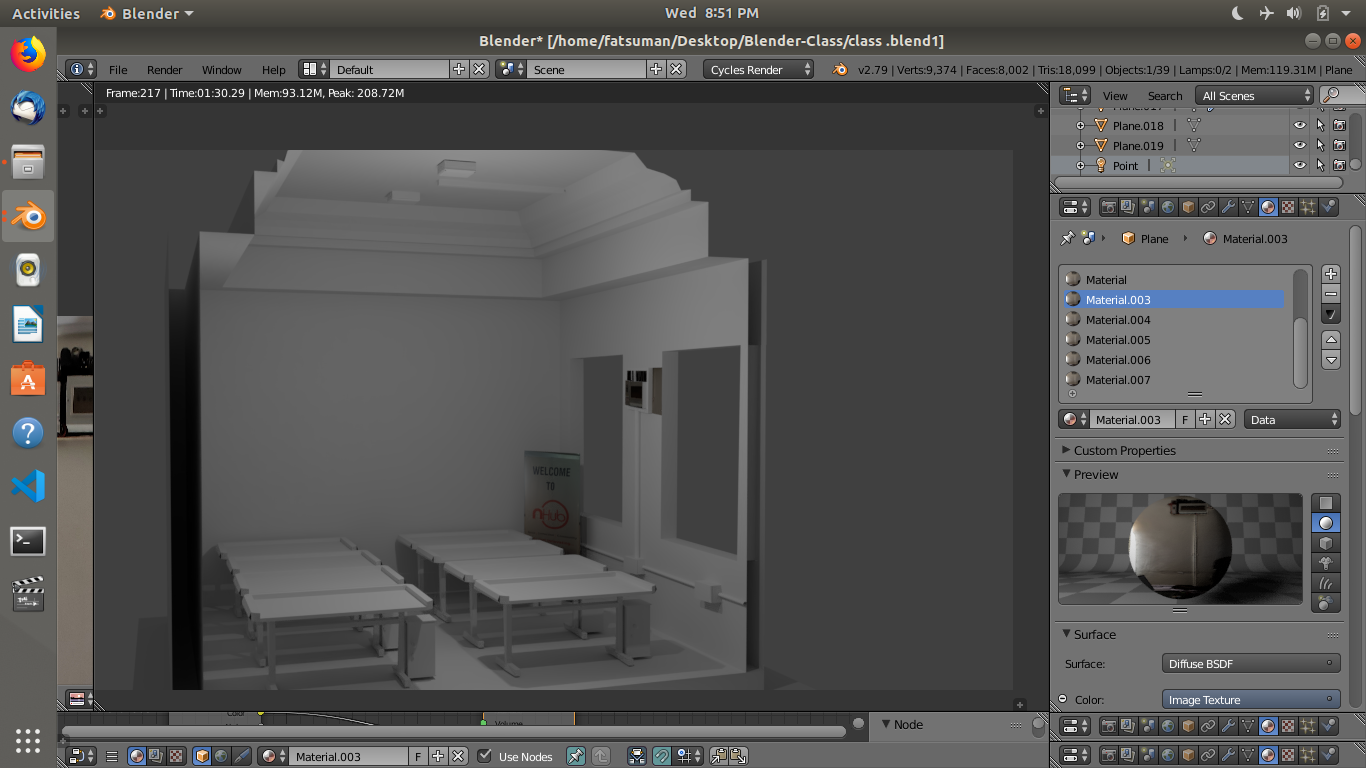 Activities
Blender
Wed 8:51 PM
Blender* [/home/fatsuman/Desktop/Blender-Class/class .blend1]
File Render Window Help
Default
Scene
Cycles Render
v2.79 | Verts:9,374 | Faces:8,002 | Tris:18,099 | Objects:1/39 | Lamps:0/2 | Mem:119.31M | Plane
Frame:217 | Time:01:30.29 | Mem:93.12M, Peak: 208.72M
View Search All Scenes
Plane.017
Plane.018
Plane.019
Point
Plane
Material.003
Material
Material.003
Material.004
Material.005
Material.006
Material.007
Material.003 F
Data
Custom Properties
Preview
Surface
Surface: Diffuse BSDF
Color: Image Texture
WELCOME
TO
nHub
Color
Volume
Node
Material.003 F
Use Nodes